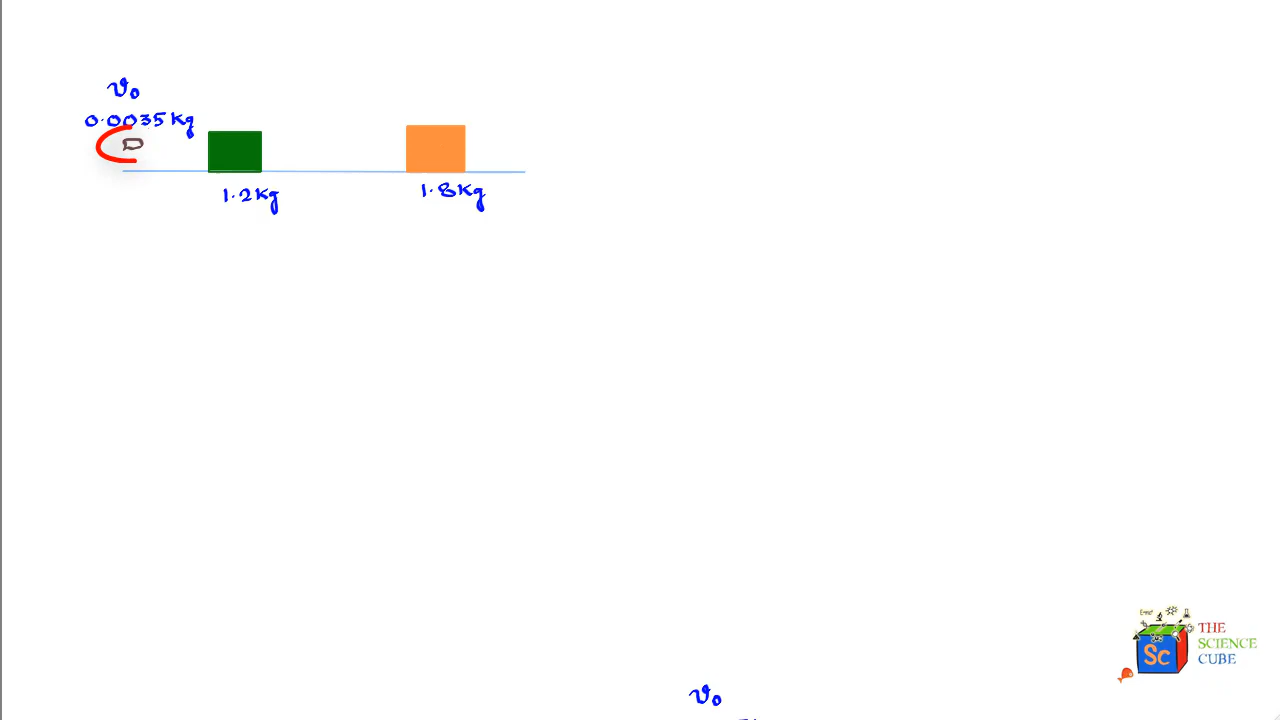 v₀
0.0035 Kg
1.2 Kg
1.8 Kg
Sc
THE
SCIENCE
CUBE
v₀